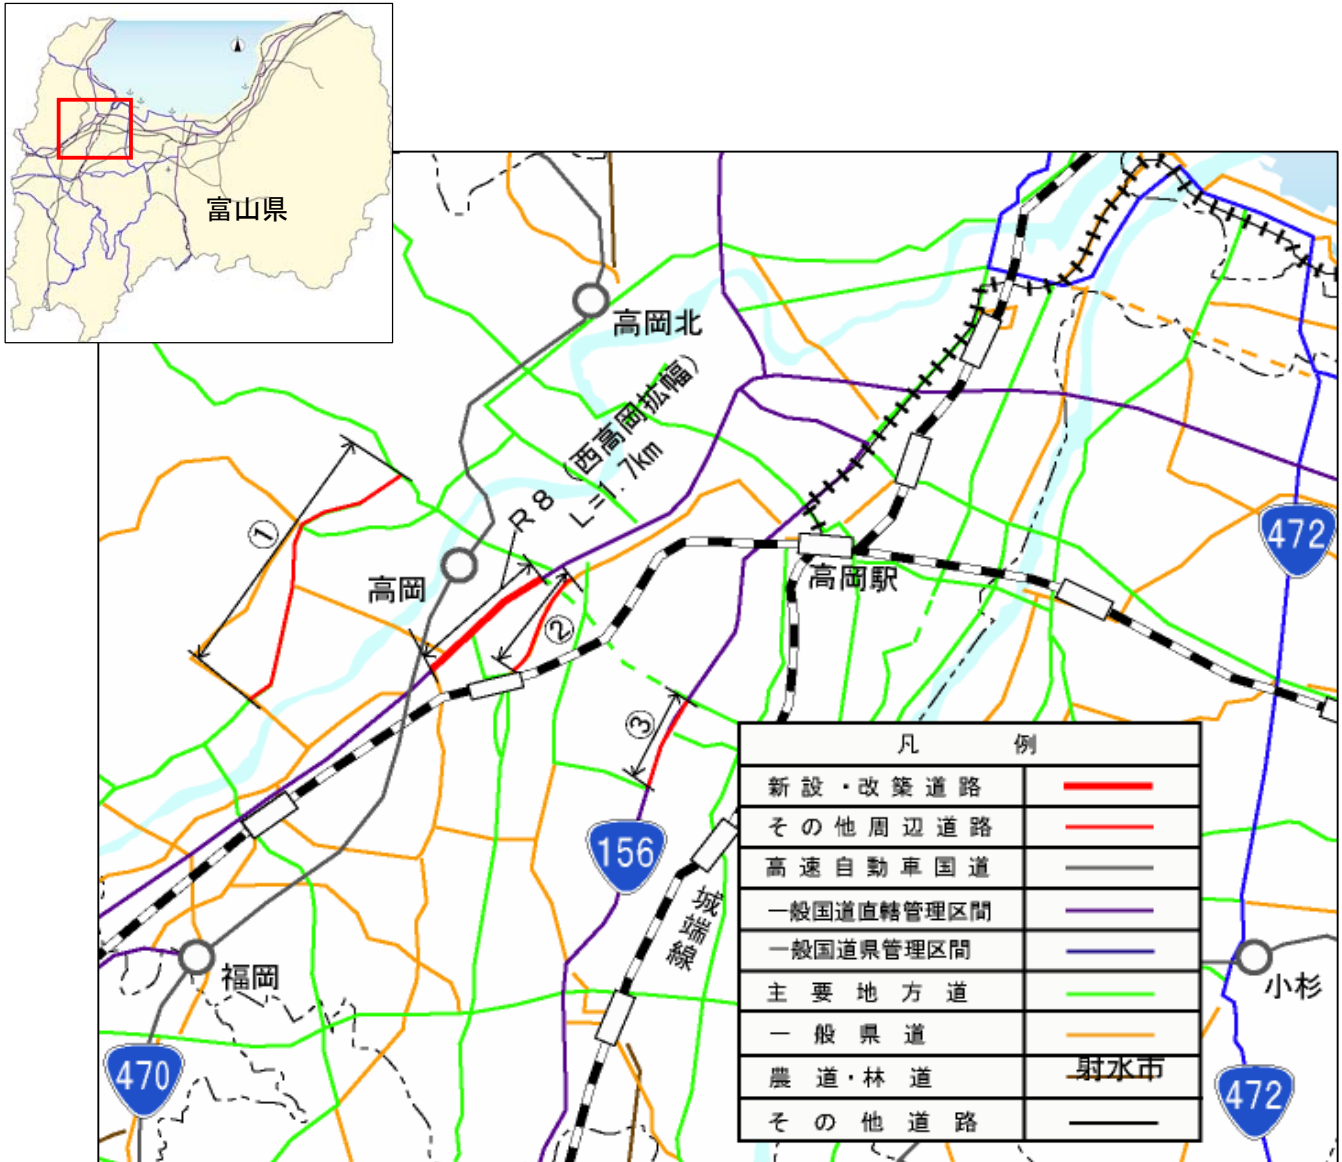 富山県
高岡北
R8（西高岡拡幅）
L=1.7km
①
高岡
②
高岡駅
472
③
156
城端線
凡例
新設・改築道路
その他周辺道路
高速自動車国道
一般国道直轄管理区間
一般国道県管理区間
主要地方道
一般県道
農道・林道
射水市
その他道路
福岡
小杉
470
472